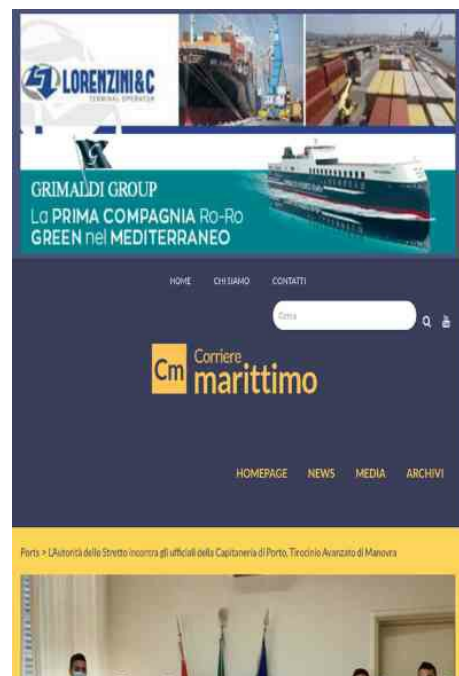 LORENZINI&C
TERMINAL OPERATOR
GRIMALDI GROUP
La PRIMA COMPAGNIA Ro-Ro
GREEN nel MEDITERRANEO
HOME CHI SIAMO CONTATTI
Cerca
Cm Corriere
marittimo
HOMEPAGE NEWS MEDIA ARCHIVI
Ports > L'Autorità dello Stretto incontra gli ufficiali della Capitaneria di Porto, Tirocinio Avanzato di Manovra